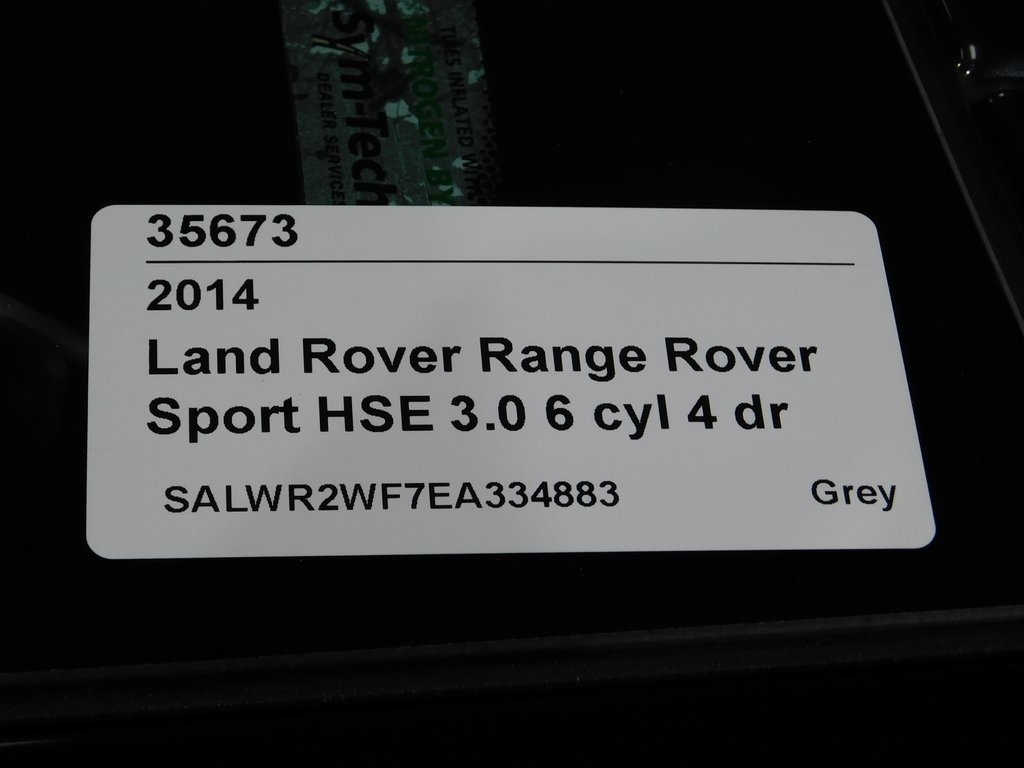 TIRES INFLATED WITH
NITROGEN BY
Sym-Tech
DEALER SERVICES
35673
2014
Land Rover Range Rover
Sport HSE 3.0 6 cyl 4 dr
SALWR2WF7EA334883 Grey